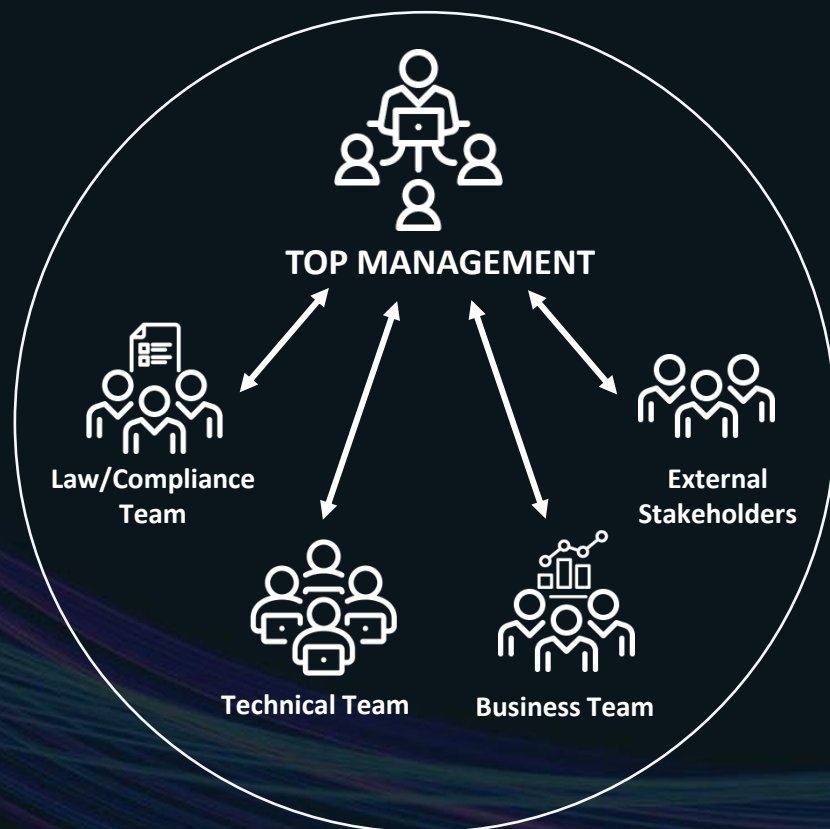 TOP MANAGEMENT
Law/Compliance
Team
External
Stakeholders
Technical Team
Business Team